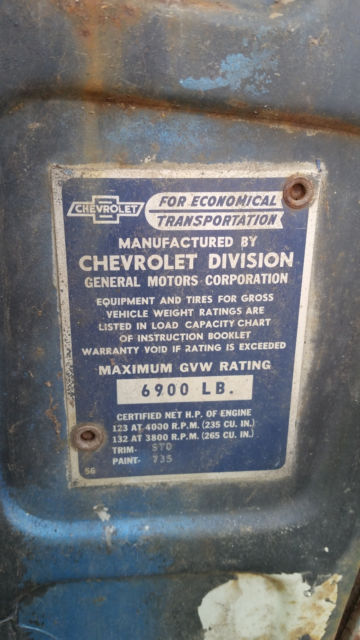 CHEVROLET
FOR ECONOMICAL
TRANSPORTATION
MANUFACTURED BY
CHEVROLET DIVISION
GENERAL MOTORS CORPORATION
EQUIPMENT AND TIRES FOR GROSS
VEHICLE WEIGHT RATINGS ARE
LISTED IN LOAD CAPACITY CHART
OF INSTRUCTION BOOKLET
WARRANTY VOID IF RATING IS EXCEEDED
MAXIMUM GVW RATING
6900 LB.
CERTIFIED NET H.P. OF ENGINE
123 AT 4000 R.P.M. (235 CU. IN.)
132 AT 3800 R.P.M. (265 CU. IN.)
TRIM- STD
PAINT- 735
56